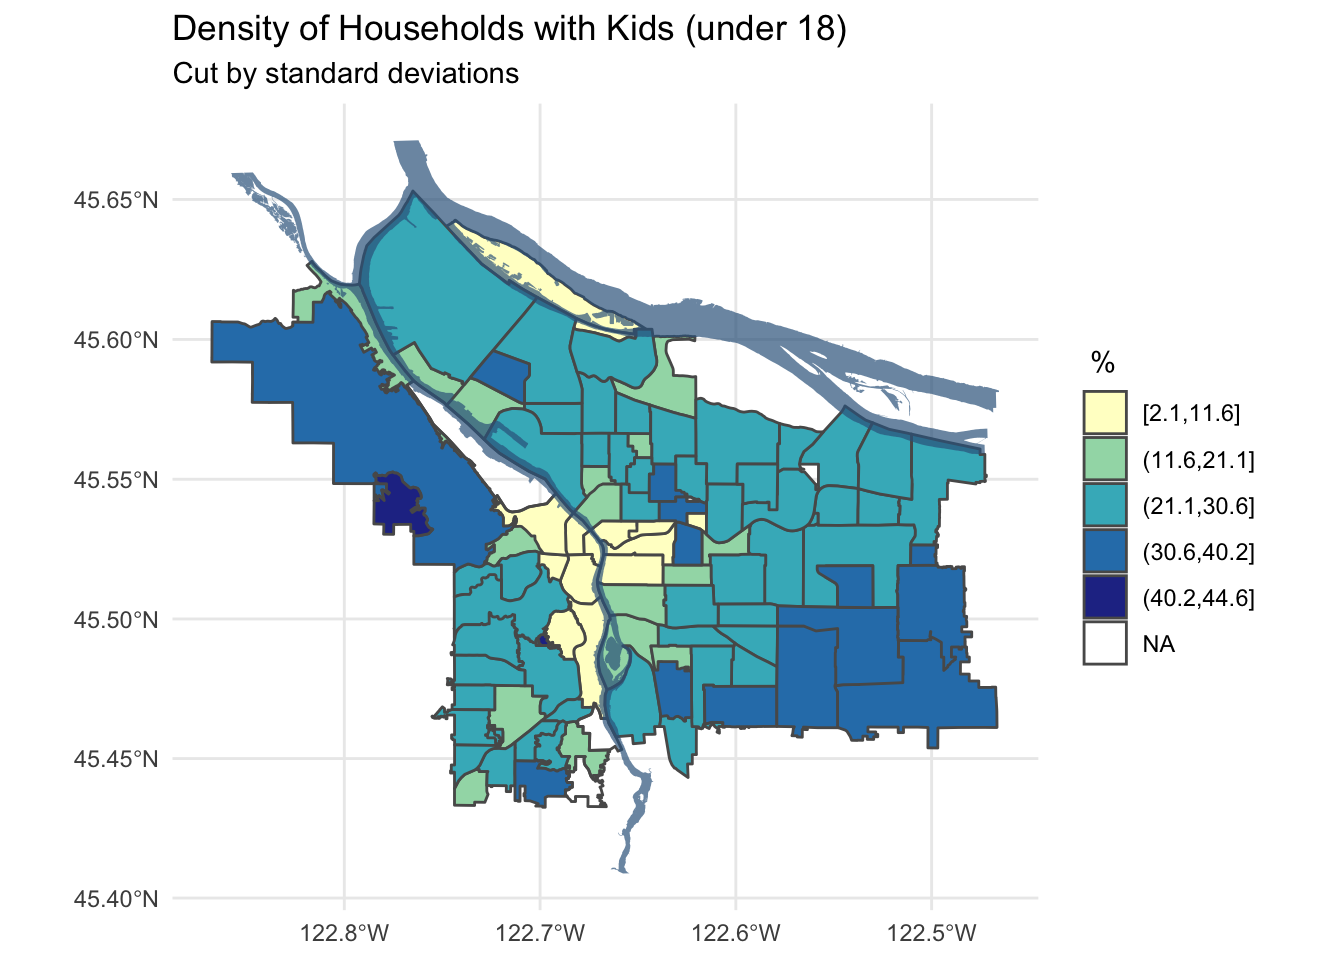 Density of Households with Kids (under 18)
Cut by standard deviations
45.65°N
45.60°N
45.55°N
45.50°N
45.45°N
45.40°N
122.8°W
122.7°W
122.6°W
122.5°W
%
[2.1,11.6]
(11.6,21.1]
(21.1,30.6]
(30.6,40.2]
(40.2,44.6]
NA